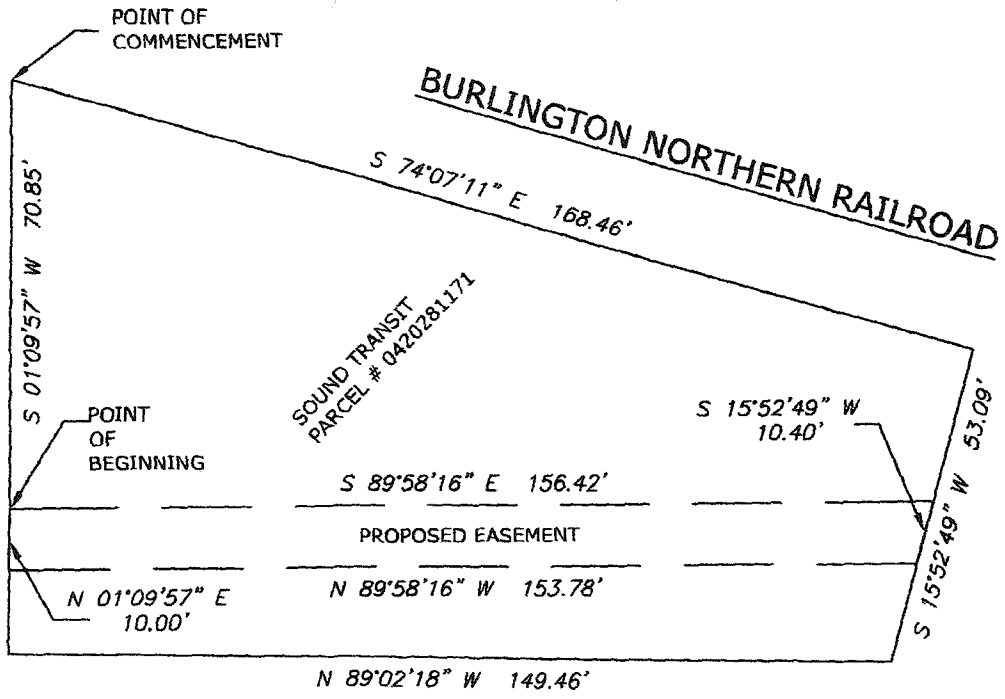 POINT OF
COMMENCEMENT
BURLINGTON NORTHERN RAILROAD
S 74°07'11" E 168.46'
S 01°09'57" W 70.85'
SOUND TRANSIT
PARCEL # 0420281171
S 15°52'49" W
10.40'
S 15°52'49" W 53.09'
POINT
OF
BEGINNING
S 89°58'16" E 156.42'
PROPOSED EASEMENT
N 89°58'16" W 153.78'
N 01°09'57" E
10.00'
N 89°02'18" W 149.46'